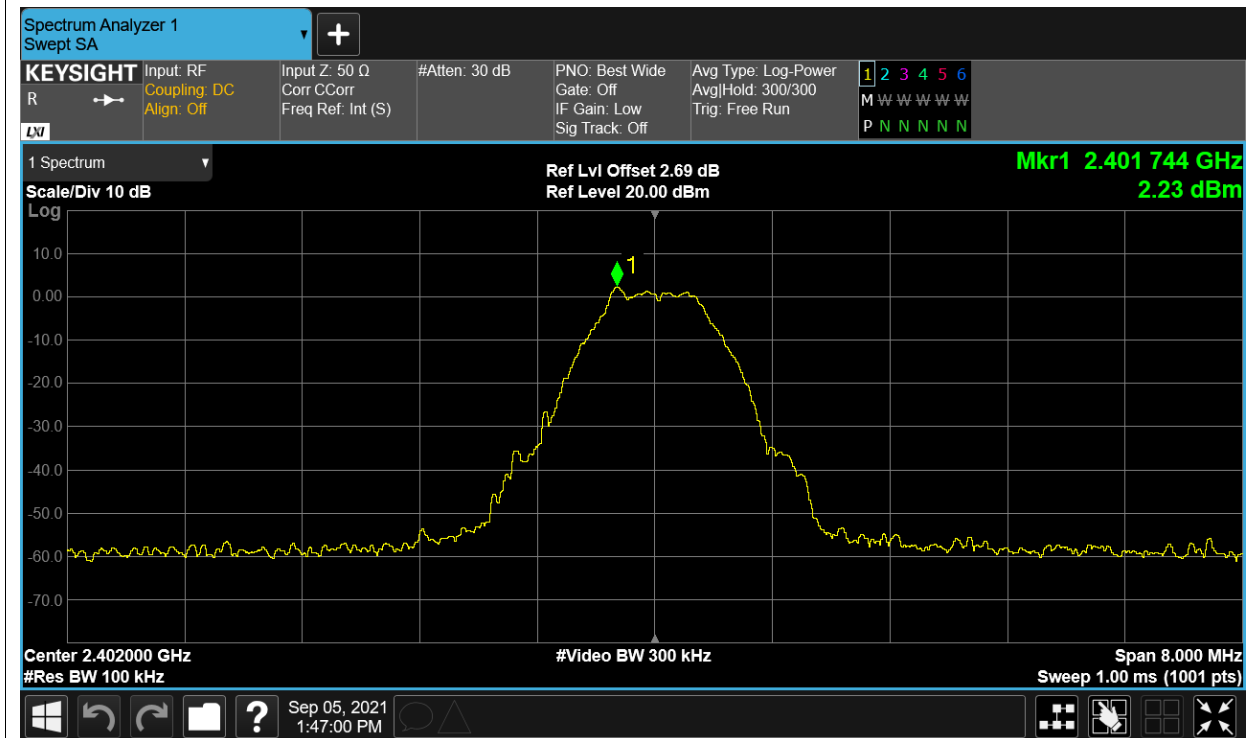 Spectrum Analyzer 1
Swept SA
KEYSIGHT
R
LXI
Input: RF
Coupling: DC
Align: Off
Input Z: 50 Ω
Corr CCorr
Freq Ref: Int (S)
#Atten: 30 dB
PNO: Best Wide
Gate: Off
IF Gain: Low
Sig Track: Off
Avg Type: Log-Power
Avg|Hold: 300/300
Trig: Free Run
1 2 3 4 5 6
M W W W W W
P N N N N N
1 Spectrum
Scale/Div 10 dB
Log
Ref Lvl Offset 2.69 dB
Ref Level 20.00 dBm
Mkr1 2.401 744 GHz
2.23 dBm
1
10.0
0.00
-10.0
-20.0
-30.0
-40.0
-50.0
-60.0
-70.0
Center 2.402000 GHz
#Res BW 100 kHz
#Video BW 300 kHz
Span 8.000 MHz
Sweep 1.00 ms (1001 pts)
?
Sep 05, 2021
1:47:00 PM